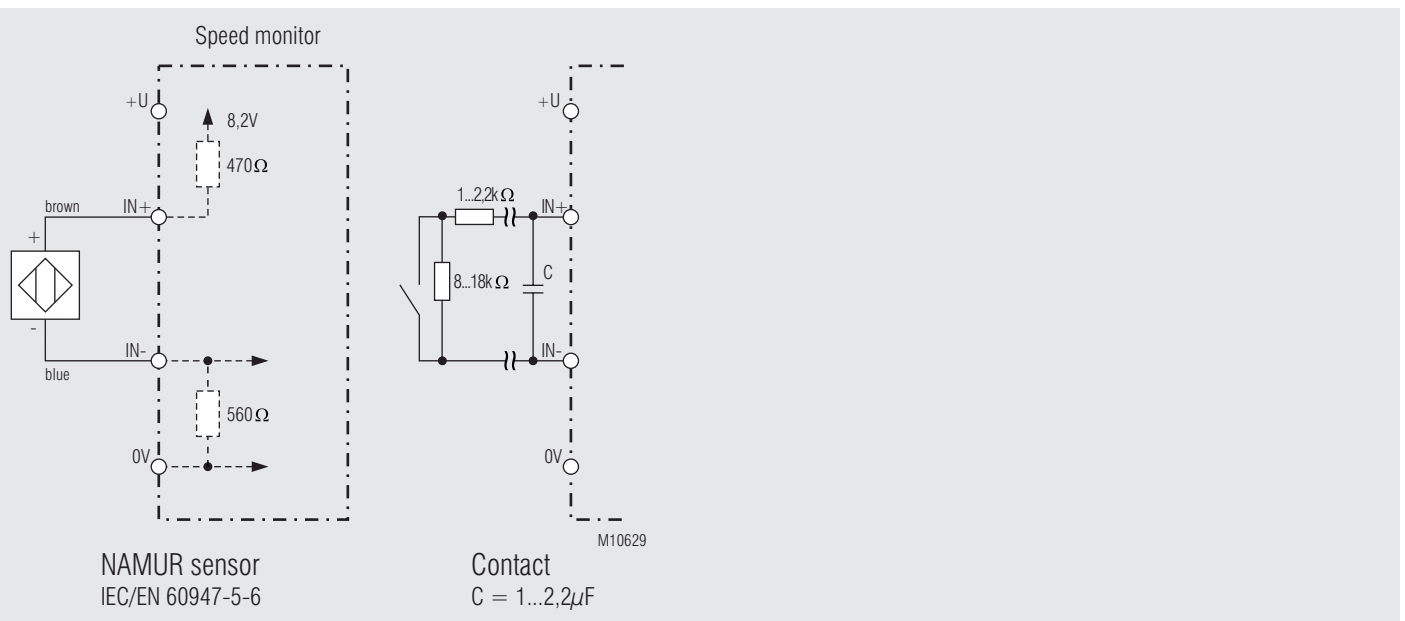 Speed monitor
+U
8,2V
470Ω
brown
IN+
+
-
IN-
blue
560Ω
0V
NAMUR sensor
IEC/EN 60947-5-6
+U
1...2,2kΩ
IN+
8...18kΩ
C
IN-
0V
M10629
Contact
C = 1...2,2µF